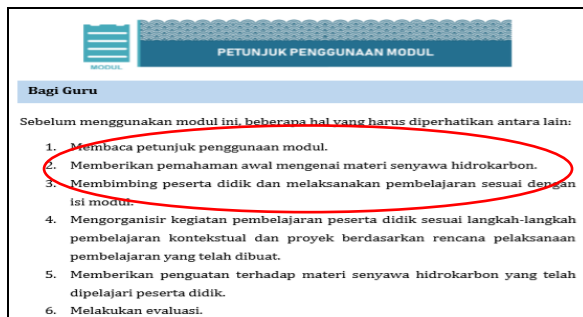 PETUNJUK PENGGUNAAN MODUL
MODUL
Bagi Guru
Sebelum menggunakan modul ini, beberapa hal yang harus diperhatikan antara lain:
1. Membaca petunjuk penggunaan modul.
2. Memberikan pemahaman awal mengenai materi senyawa hidrokarbon.
3. Membimbing peserta didik dan melaksanakan pembelajaran sesuai dengan
isi modul.
4. Mengorganisir kegiatan pembelajaran peserta didik sesuai langkah-langkah
pembelajaran kontekstual dan proyek berdasarkan rencana pelaksanaan
pembelajaran yang telah dibuat.
5. Memberikan penguatan terhadap materi senyawa hidrokarbon yang telah
dipelajari peserta didik.
6. Melakukan evaluasi.